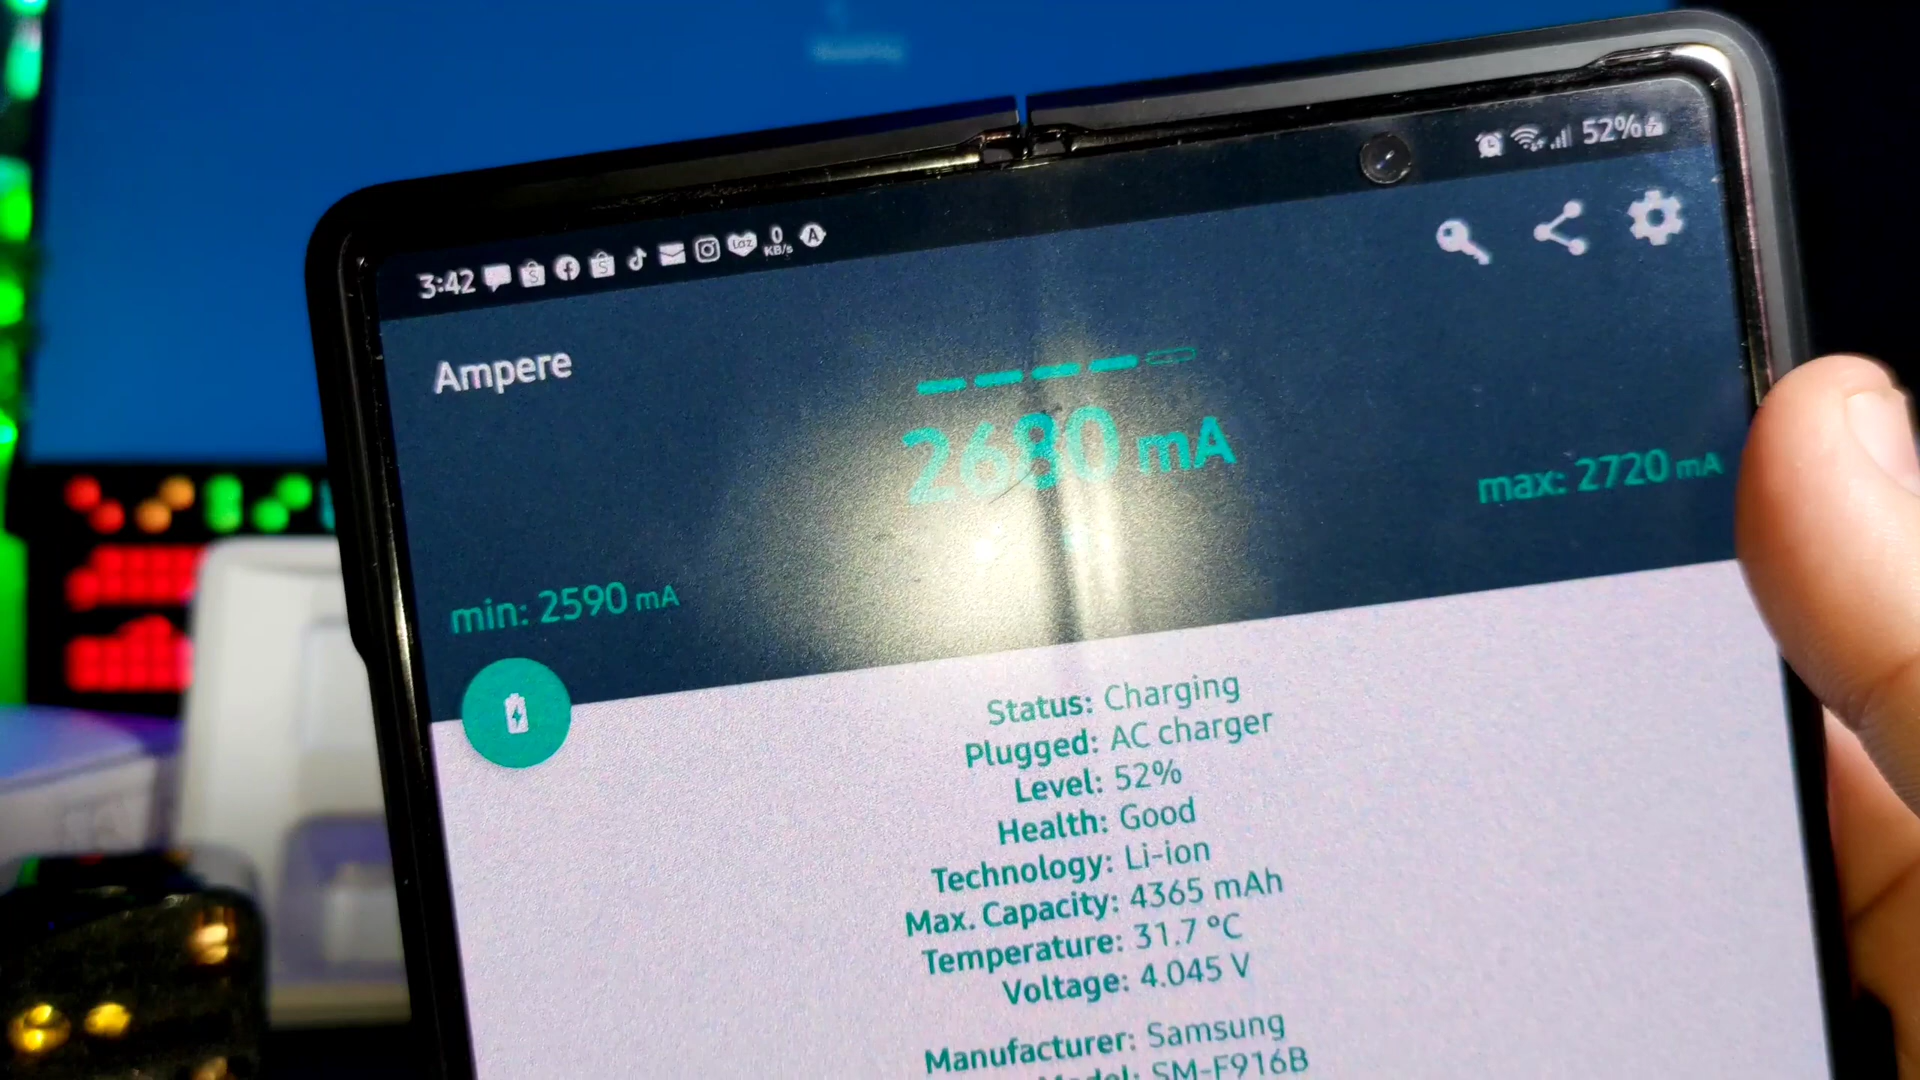 3:42 S S Laz 0 KB/s A 52%
Ampere
2680 mA
max: 2720 mA
min: 2590 mA
Status: Charging
Plugged: AC charger
Level: 52%
Health: Good
Technology: Li-ion
Max. Capacity: 4365 mAh
Temperature: 31.7 °C
Voltage: 4.045 V
Manufacturer: Samsung
Model: SM-F916B